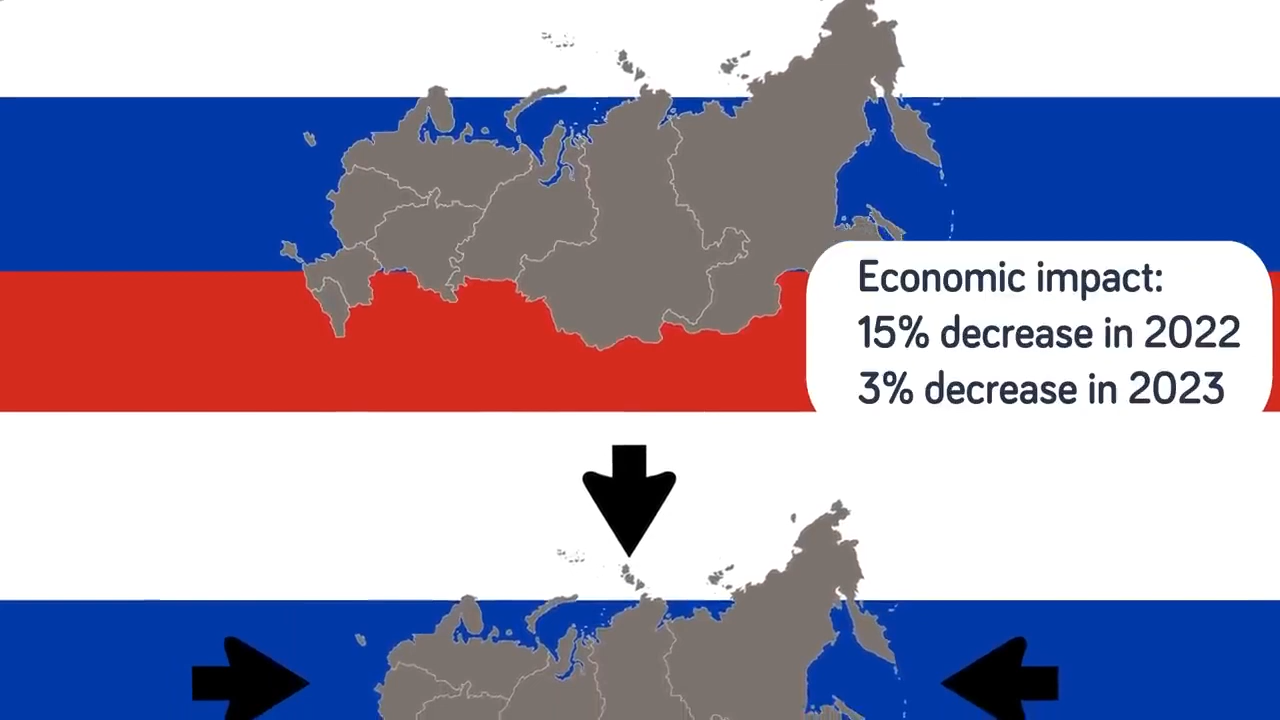 Economic impact:
15% decrease in 2022
3% decrease in 2023